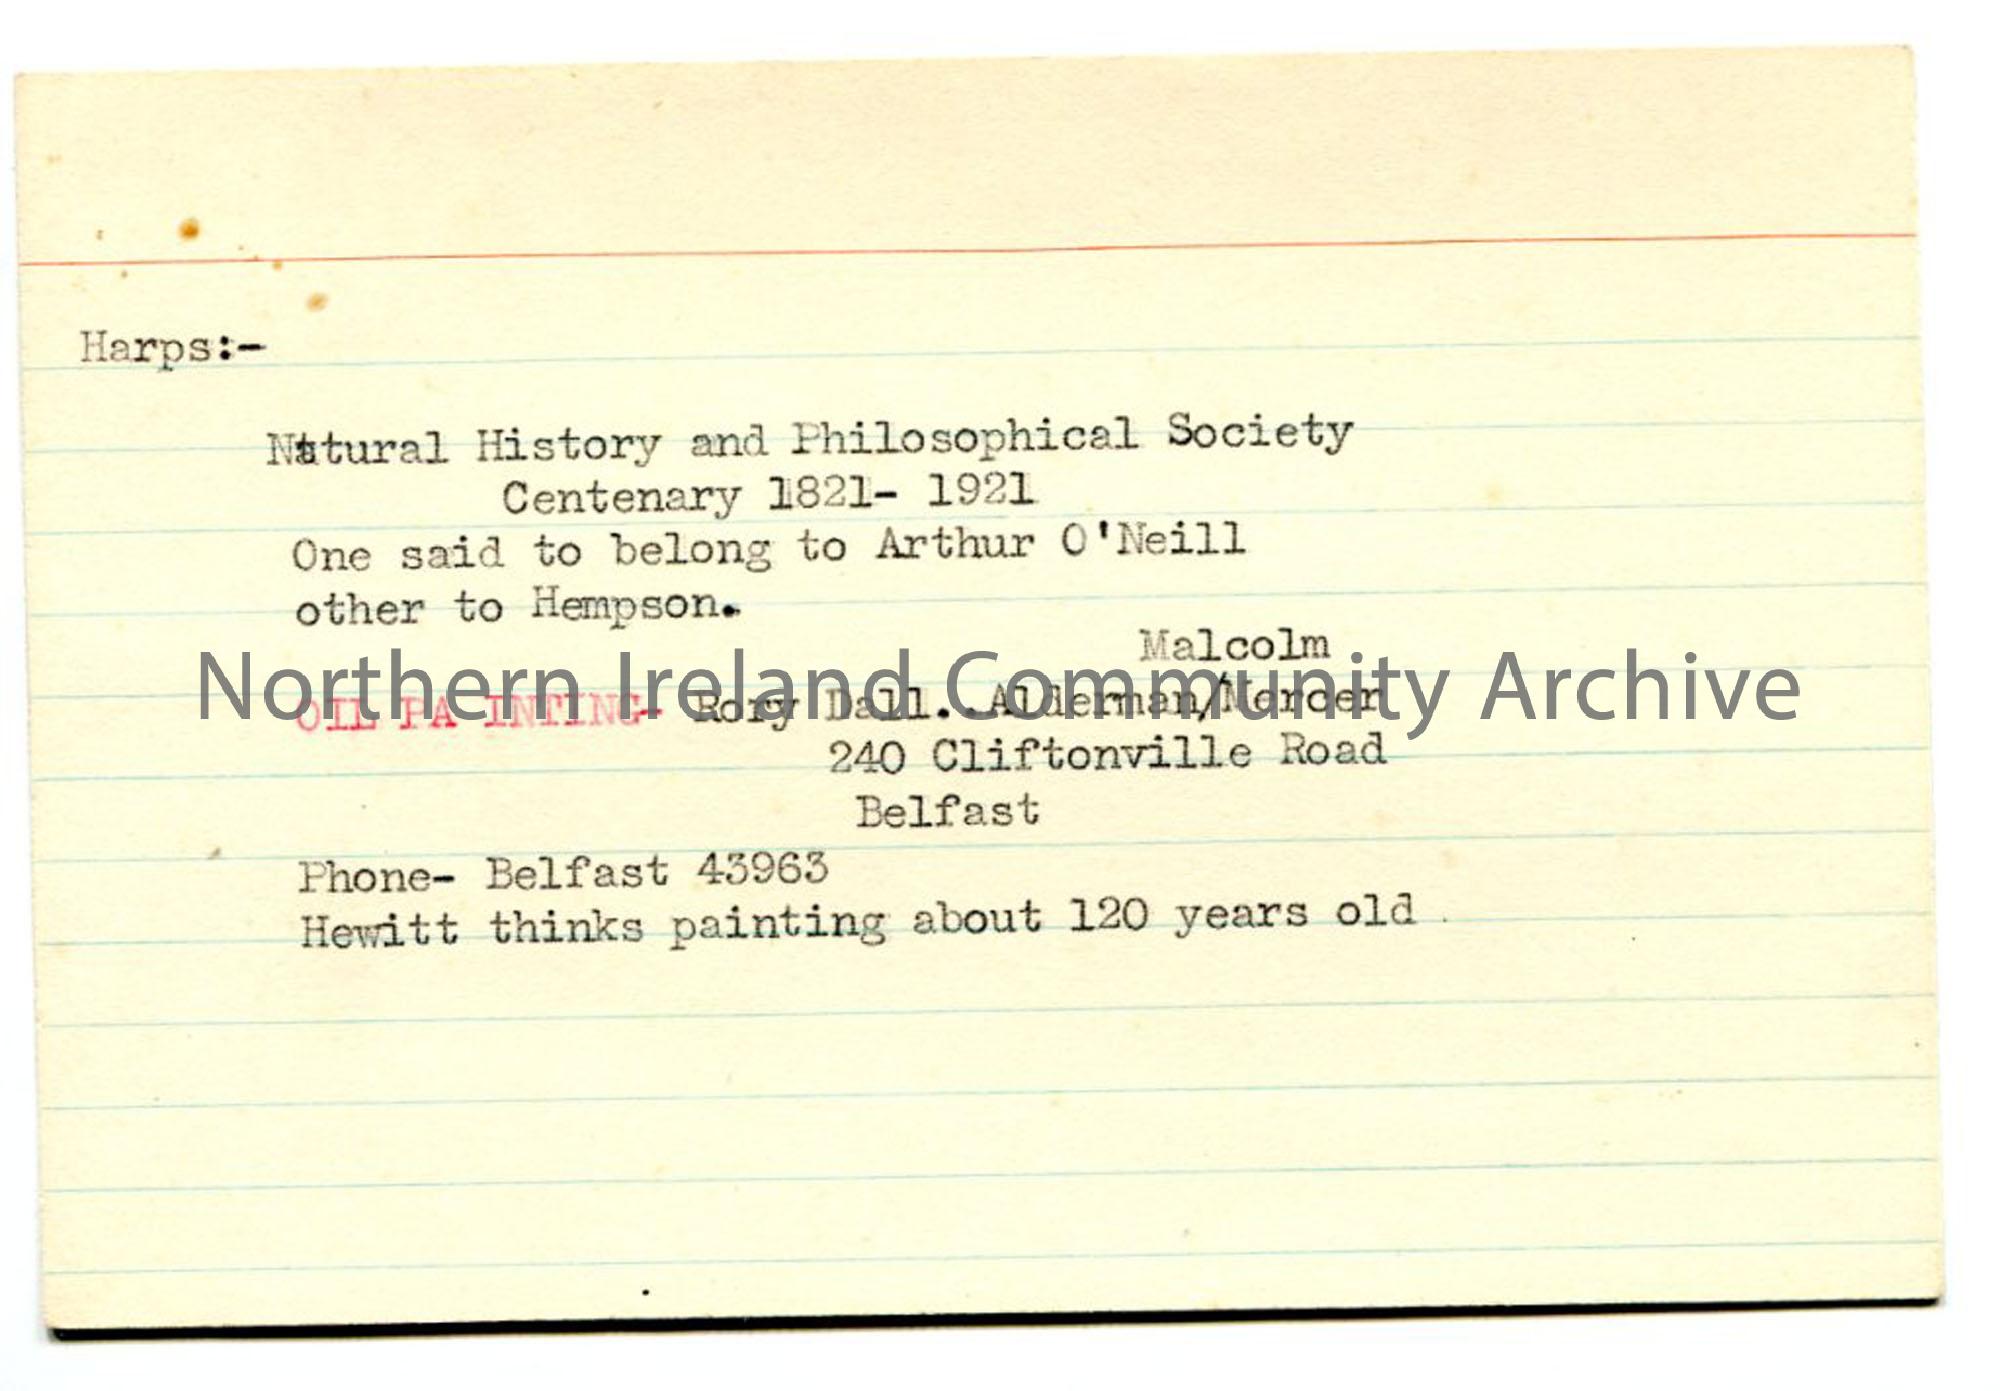 Harps:-
Natural History and Philosophical Society
Centenary 1821- 1921
One said to belong to Arthur O'Neill
other to Hempson.
Malcolm
OIL PA INTING- Rory Dall..Alderman/Mercer
Northern Ireland Community Archive
240 Cliftonville Road
Belfast
Phone- Belfast 43963
Hewitt thinks painting about 120 years old .